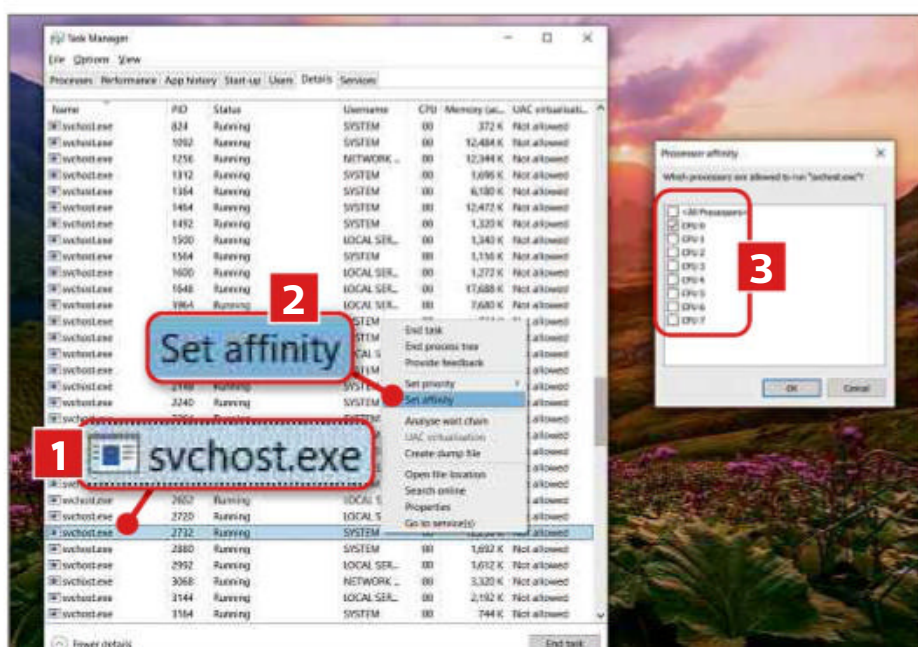 Task Manager
File Options View
Processes Performance App history Start-up Users Details Services
Name PID Status Username CPU Memory (ac... UAC virtualisati...
svchost.exe 824 Running SYSTEM 00 372 K Not allowed
svchost.exe 1092 Running SYSTEM 00 12,484 K Not allowed
svchost.exe 1256 Running NETWORK ... 00 12,344 K Not allowed
svchost.exe 1312 Running SYSTEM 00 1,696 K Not allowed
svchost.exe 1364 Running SYSTEM 00 6,180 K Not allowed
svchost.exe 1464 Running SYSTEM 00 12,472 K Not allowed
svchost.exe 1492 Running SYSTEM 00 1,320 K Not allowed
svchost.exe 1500 Running LOCAL SER... 00 1,340 K Not allowed
svchost.exe 1564 Running SYSTEM 00 1,116 K Not allowed
svchost.exe 1600 Running LOCAL SER... 00 1,272 K Not allowed
svchost.exe 1648 Running LOCAL SER... 00 17,688 K Not allowed
svchost.exe 1964 Running LOCAL SER... 00 7,680 K Not allowed
2
Set affinity
End task
End process tree
Provide feedback
Set priority
Set affinity
Analyse wait chain
UAC virtualisation
Create dump file
Open file location
Search online
Properties
Go to service(s)
svchost.exe 2240 Running SYSTEM
1
svchost.exe
svchost.exe 2652 Running LOCAL S
svchost.exe 2720 Running LOCAL S
svchost.exe 2732 Running SYSTEM Not allowed
svchost.exe 2880 Running SYSTEM 00 1,692 K Not allowed
svchost.exe 2992 Running LOCAL SER... 00 1,612 K Not allowed
svchost.exe 3068 Running NETWORK ... 00 3,320 K Not allowed
svchost.exe 3144 Running LOCAL SER... 00 2,192 K Not allowed
svchost.exe 3164 Running SYSTEM 00 744 K Not allowed
Fewer details
End task
Processor affinity
Which processors are allowed to run "svchost.exe"?
<All Processors>
CPU 0
CPU 1
CPU 2
CPU 3
CPU 4
CPU 5
CPU 6
CPU 7
3
OK Cancel